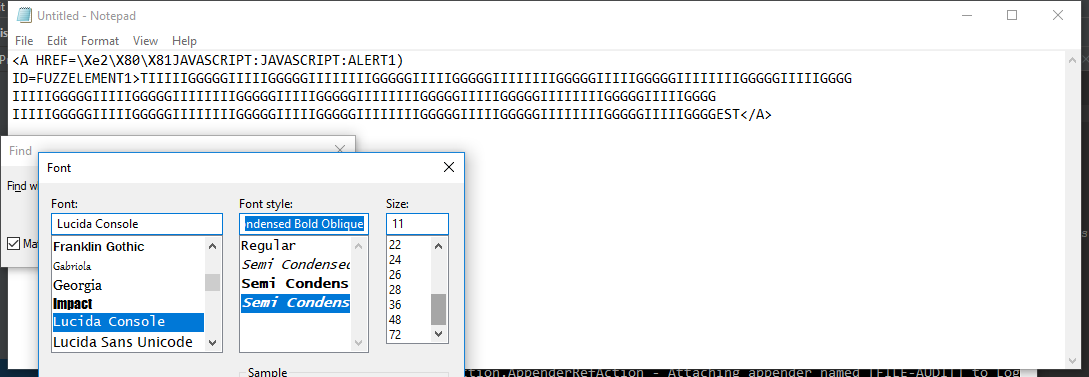 Untitled - Notepad
File Edit Format View Help
<A HREF=\Xe2\X80\X81JAVASCRIPT:JAVASCRIPT:ALERT1)
ID=FUZZELEMENT1>TIIIIIGGGGGIIIIIGGGGGIIIIIIIIGGGGGIIIIIGGGGGIIIIIIIIGGGGGIIIIIGGGGGIIIIIIIIGGGGGIIIIIGGGG
IIIIIGGGGGIIIIIGGGGGIIIIIIIIGGGGGIIIIIGGGGGIIIIIIIIGGGGGIIIIIGGGGGIIIIIIIIGGGGGIIIIIGGGG
IIIIIGGGGGIIIIIGGGGGIIIIIIIIGGGGGIIIIIGGGGGIIIIIIIIGGGGGIIIIIGGGGGIIIIIIIIGGGGGIIIIIGGGGEST</A>
Find
Find w
Ma
Font
Font: Font style: Size:
Lucida Console ndensed Bold Oblique 11
Franklin Gothic Regular 22
Gabriola Semi Condensed 24
Georgia Semi Condens 26
Impact Semi Condens 28
Lucida Console 36
Lucida Sans Unicode 48
72
Sample
tion.AppenderRefAction - Attaching appender named [FILE-AUDIT] to Log